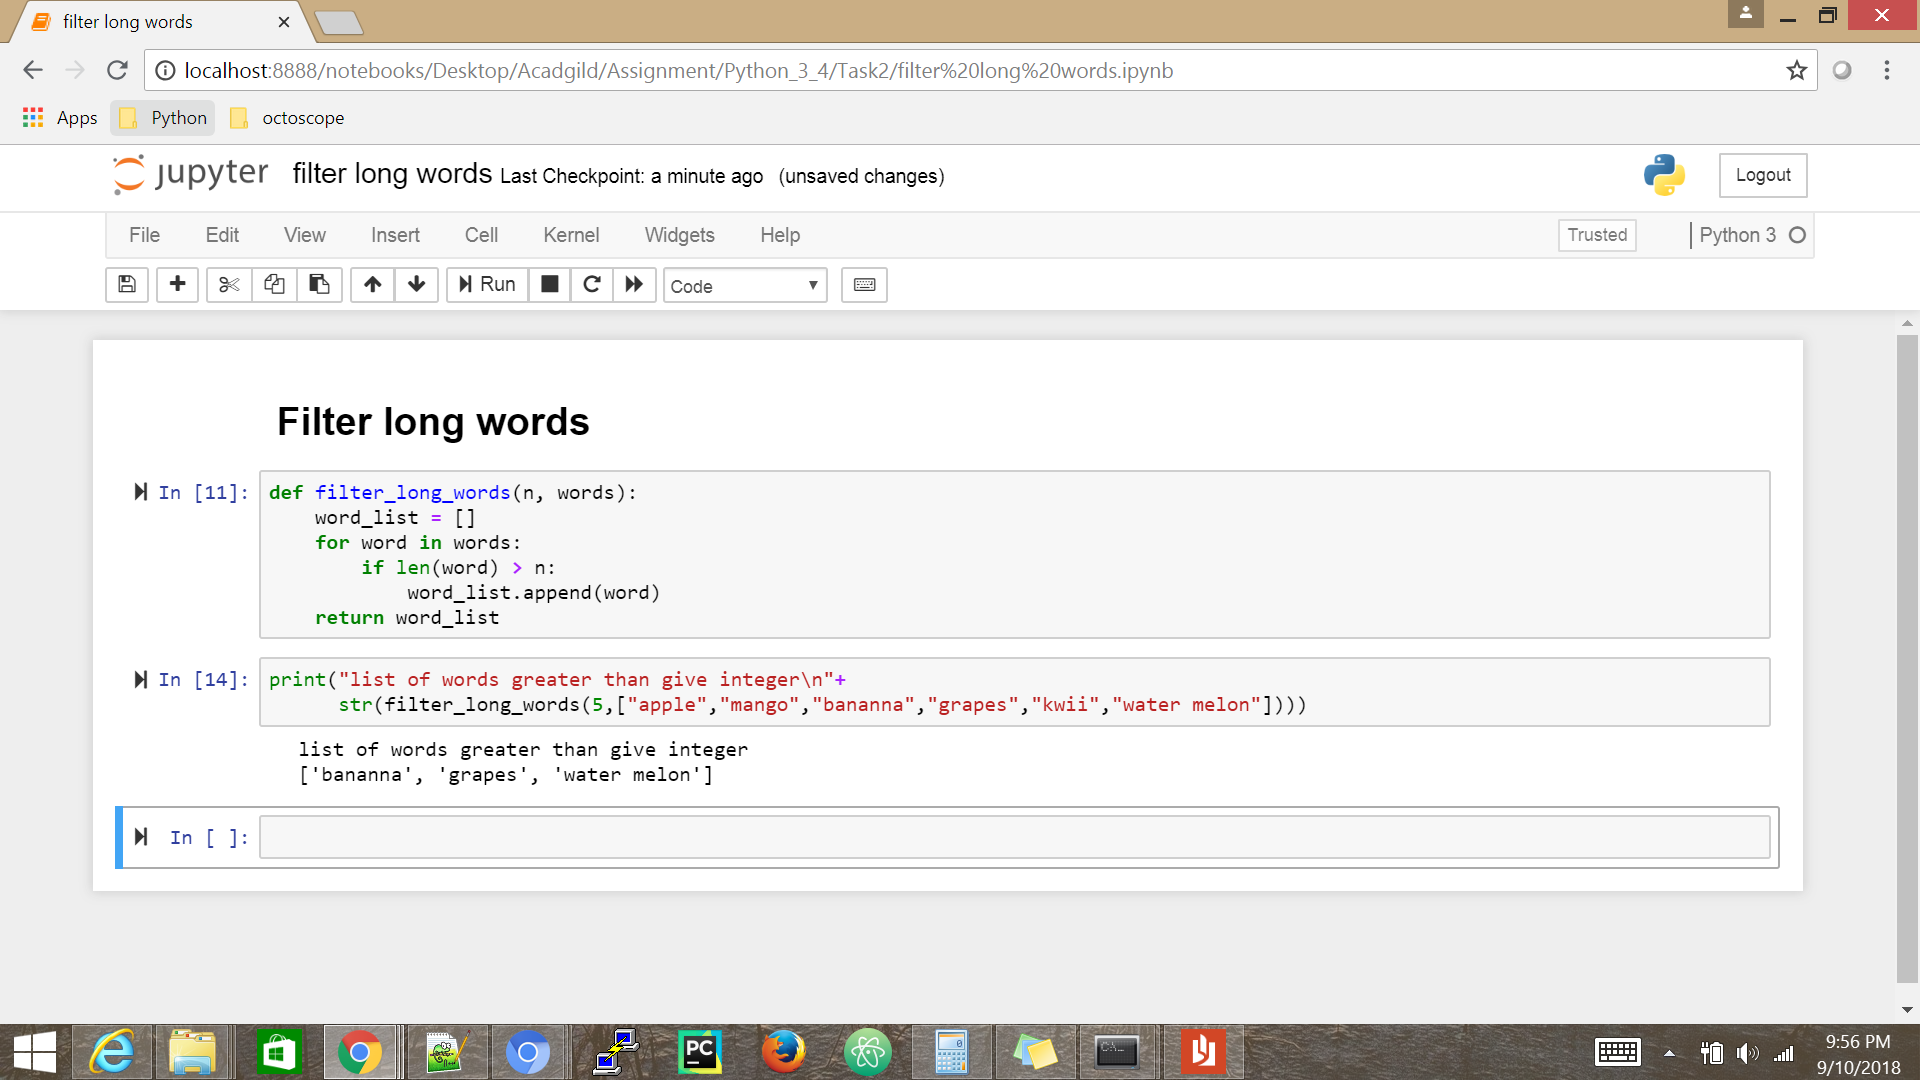 filter long words
localhost:8888/notebooks/Desktop/Acadgild/Assignment/Python_3_4/Task2/filter%20long%20words.ipynb
Apps Python octoscope
jupyter filter long words Last Checkpoint: a minute ago (unsaved changes) Logout
File Edit View Insert Cell Kernel Widgets Help Trusted Python 3
Run Code
Filter long words
In [11]: def filter_long_words(n, words):
    word_list = []
    for word in words:
        if len(word) > n:
            word_list.append(word)
    return word_list
In [14]: print("list of words greater than give integer\n"+
      str(filter_long_words(5,["apple","mango","bananna","grapes","kwii","water melon"])))
list of words greater than give integer
['bananna', 'grapes', 'water melon']
In [ ]:
PC
9:56 PM
9/10/2018